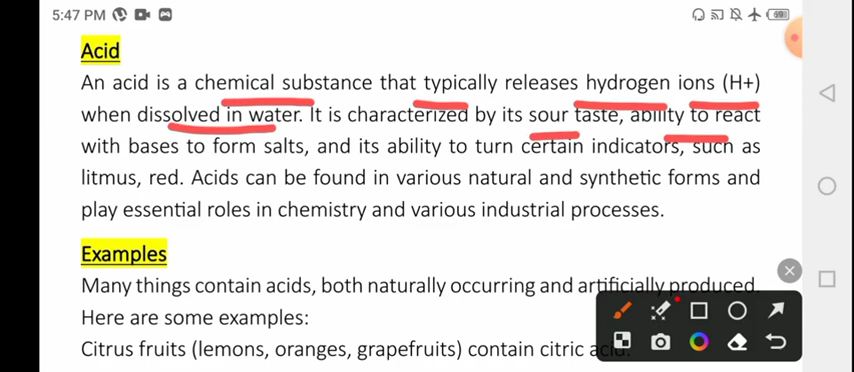 5:47 PM
Acid
An acid is a chemical substance that typically releases hydrogen ions (H+)
when dissolved in water. It is characterized by its sour taste, ability to react
with bases to form salts, and its ability to turn certain indicators, such as
litmus, red. Acids can be found in various natural and synthetic forms and
play essential roles in chemistry and various industrial processes.
Examples
Many things contain acids, both naturally occurring and artificially produced.
Here are some examples:
Citrus fruits (lemons, oranges, grapefruits) contain citric acid.